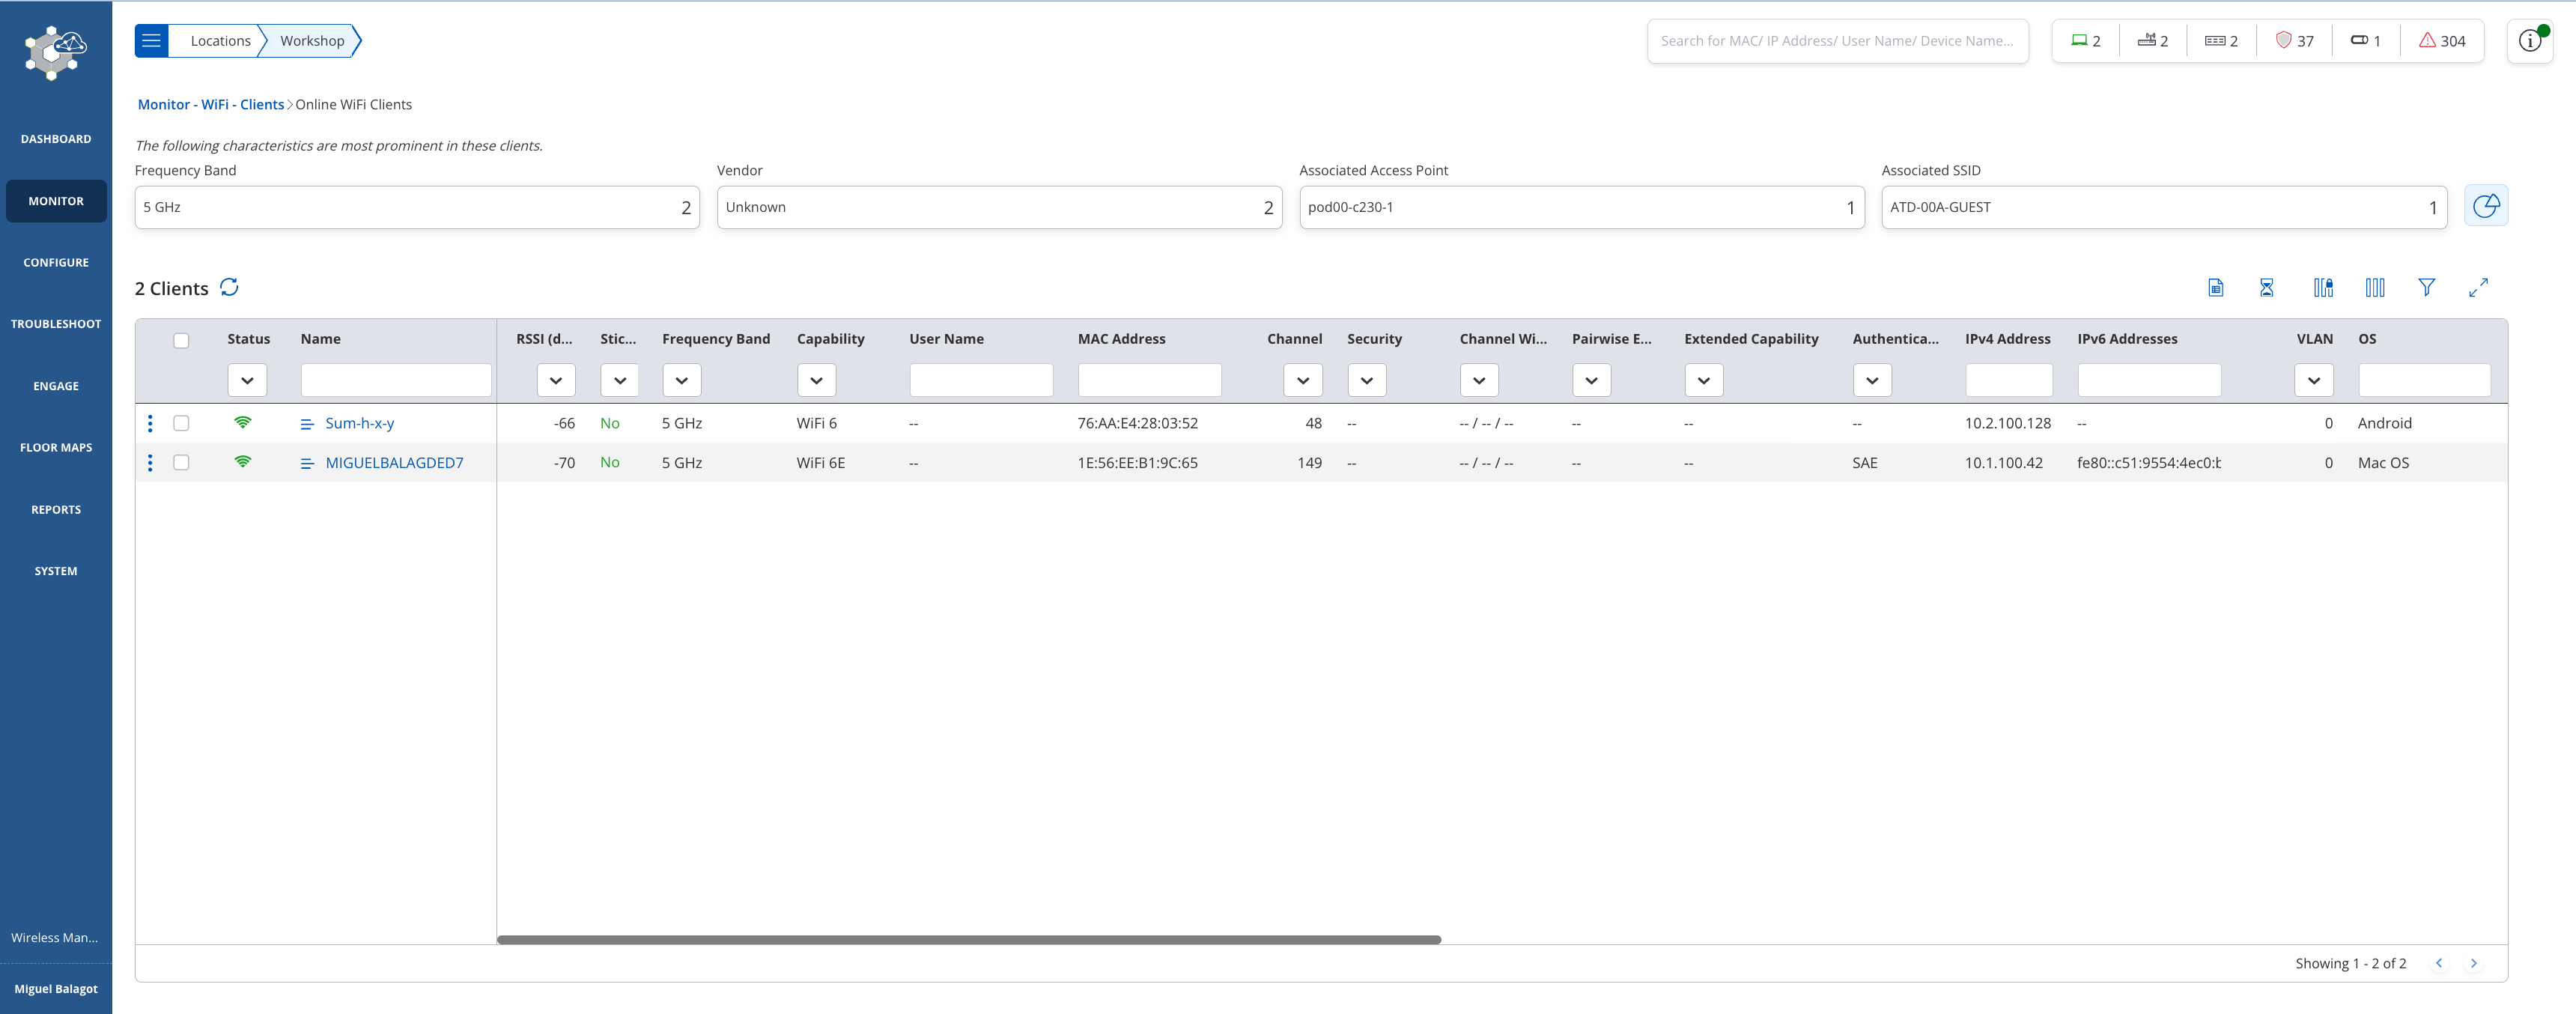 Locations
Workshop
Search for MAC/ IP Address/ User Name/ Device Name...
2
2
2
37
1
304
Monitor - WiFi - Clients > Online WiFi Clients
DASHBOARD
MONITOR
CONFIGURE
TROUBLESHOOT
ENGAGE
FLOOR MAPS
REPORTS
SYSTEM
Wireless Man...
Miguel Balagot
The following characteristics are most prominent in these clients.
Frequency Band
5 GHz 2
Vendor
Unknown 2
Associated Access Point
pod00-c230-1 1
Associated SSID
ATD-00A-GUEST 1
2 Clients
Status Name RSSI (d... Stic... Frequency Band Capability User Name MAC Address Channel Security Channel Wi... Pairwise E... Extended Capability Authentica... IPv4 Address IPv6 Addresses VLAN OS
Sum-h-x-y -66 No 5 GHz WiFi 6 -- 76:AA:E4:28:03:52 48 -- -- / -- / -- -- -- -- 10.2.100.128 -- 0 Android
MIGUELBALAGDED7 -70 No 5 GHz WiFi 6E -- 1E:56:EE:B1:9C:65 149 -- -- / -- / -- -- -- SAE 10.1.100.42 fe80::c51:9554:4ec0:b 0 Mac OS
Showing 1 - 2 of 2